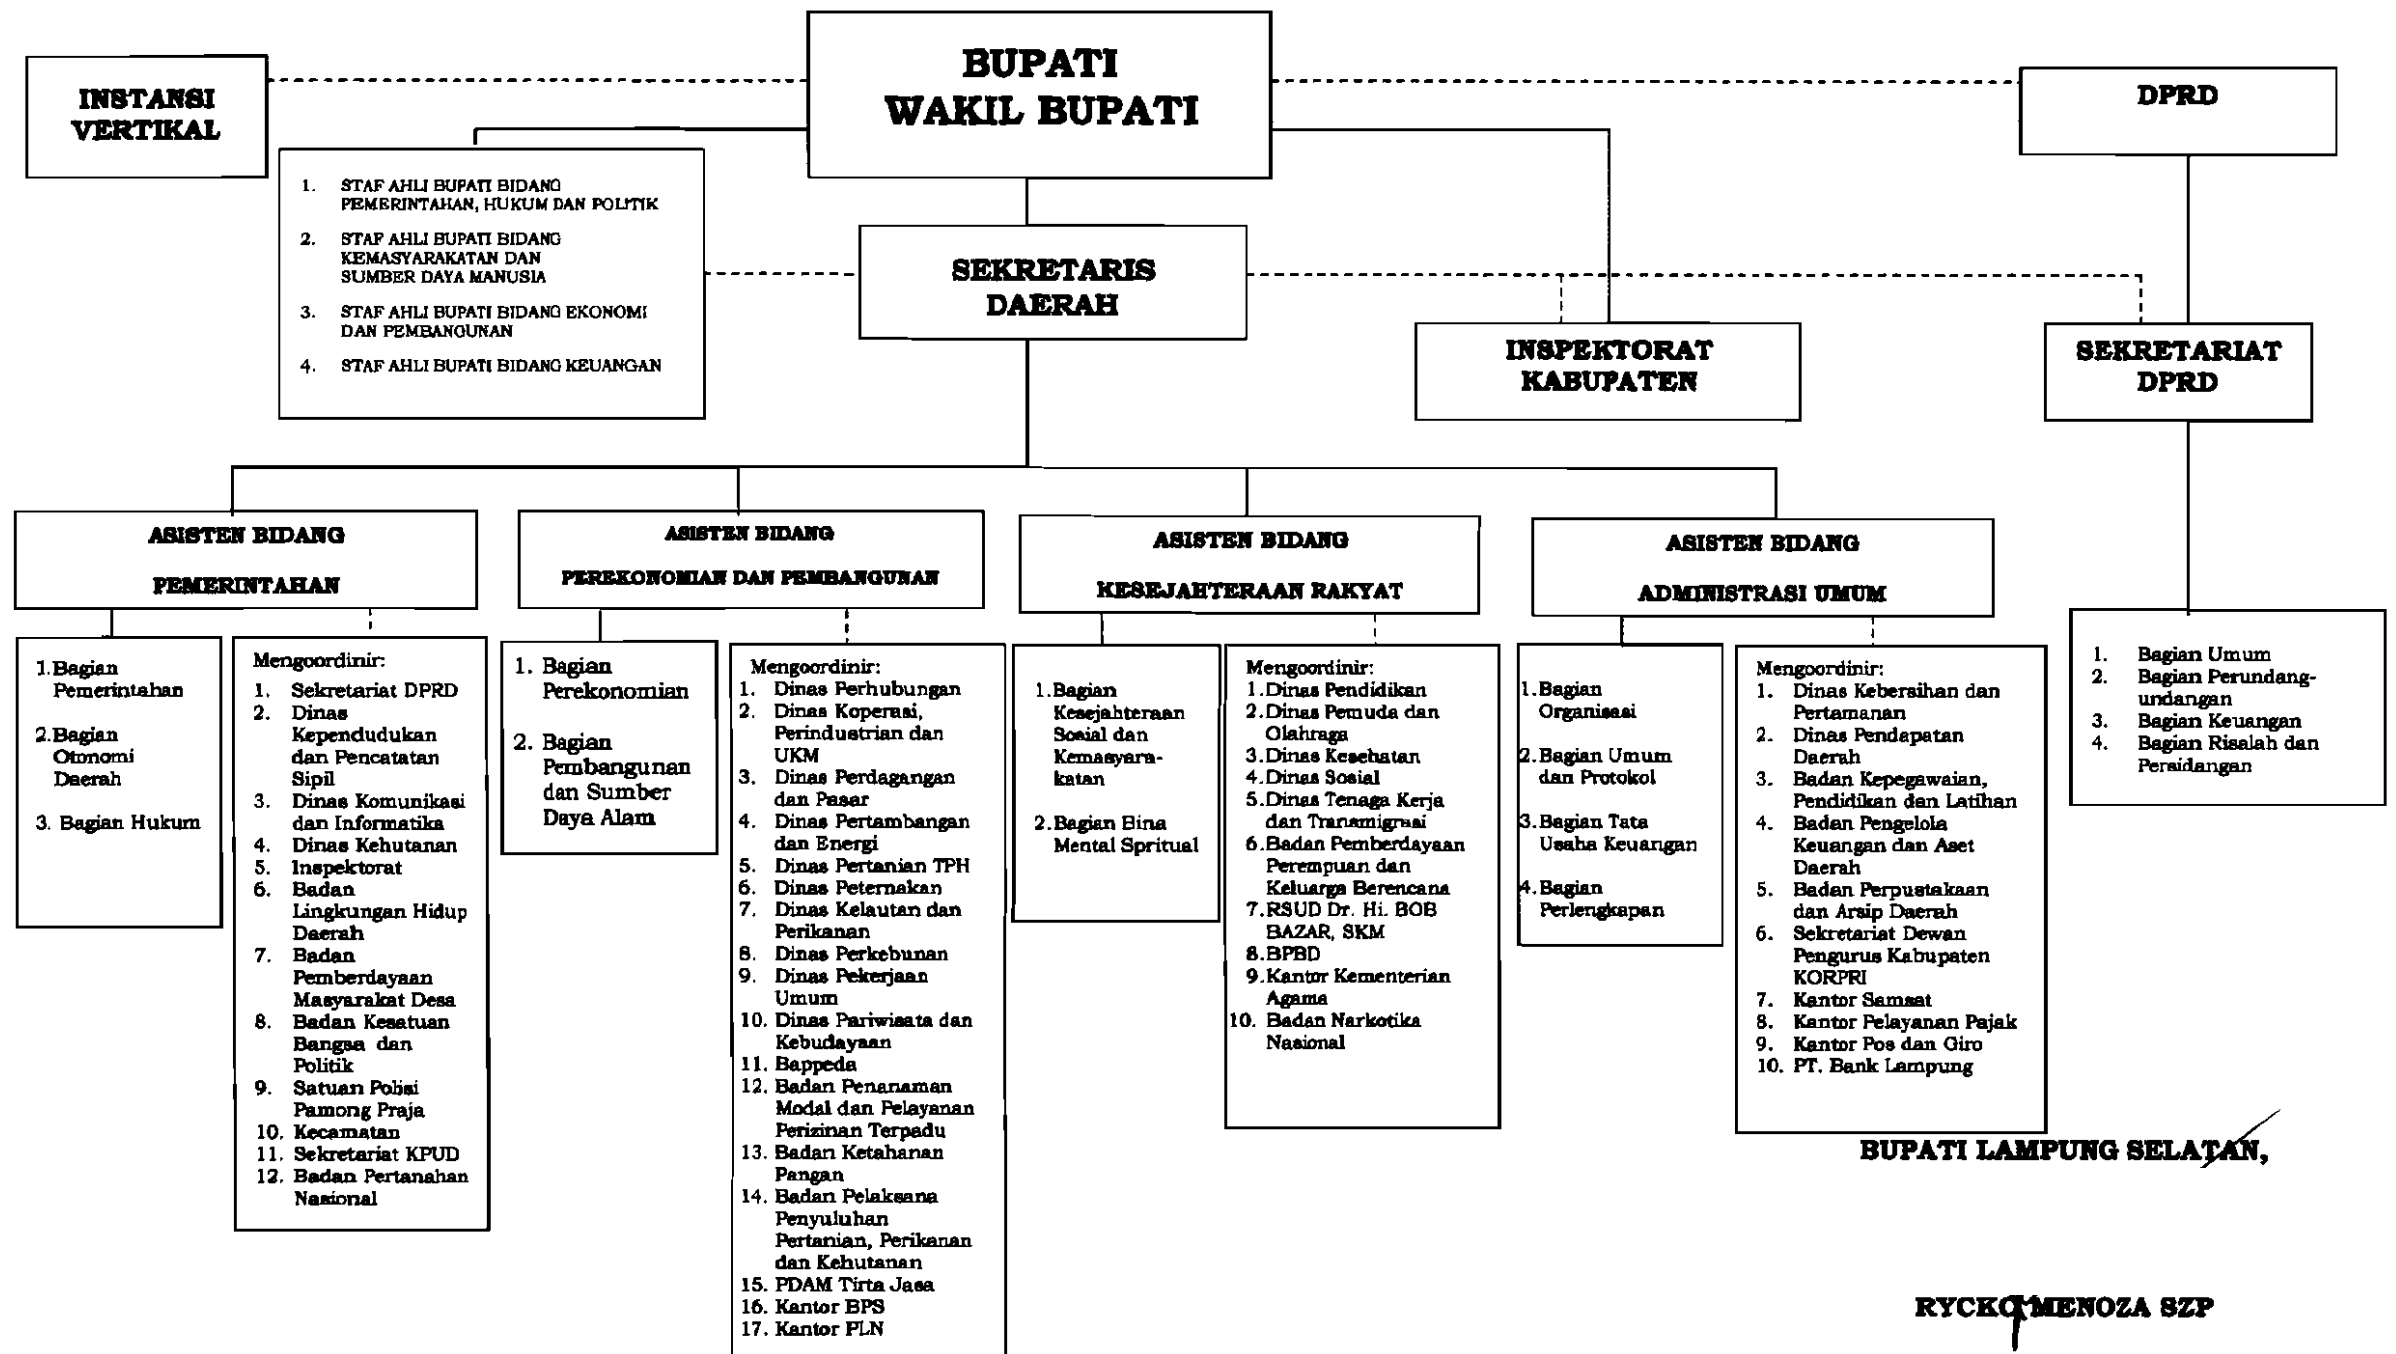 BUPATI
WAKIL BUPATI
INSTANSI
VERTIKAL
DPRD
1. STAF AHLI BUPATI BIDANG
PEMERINTAHAN, HUKUM DAN POLITIK
2. STAF AHLI BUPATI BIDANG
KEMASYARAKATAN DAN
SUMBER DAYA MANUSIA
3. STAF AHLI BUPATI BIDANG EKONOMI
DAN PEMBANGUNAN
4. STAF AHLI BUPATI BIDANG KEUANGAN
SEKRETARIS
DAERAH
INSPEKTORAT
KABUPATEN
SEKRETARIAT
DPRD
ASISTEN BIDANG
PEMERINTAHAN
ASISTEN BIDANG
PEREKONOMIAN DAN PEMBANGUNAN
ASISTEN BIDANG
KESEJAHTERAAN RAKYAT
ASISTEN BIDANG
ADMINISTRASI UMUM
1.Bagian
Pemerintahan
2.Bagian
Otonomi
Daerah
3. Bagian Hukum
Mengoordinir:
1. Sekretariat DPRD
2. Dinas
Kependudukan
dan Pencatatan
Sipil
3. Dinas Komunikasi
dan Informatika
4. Dinas Kehutanan
5. Inspektorat
6. Badan
Lingkungan Hidup
Daerah
7. Badan
Pemberdayaan
Masyarakat Desa
8. Badan Kesatuan
Bangsa dan
Politik
9. Satuan Polisi
Pamong Praja
10. Kecamatan
11. Sekretariat KPUD
12. Badan Pertanahan
Nasional
1. Bagian
Perekonomian
2. Bagian
Pembangunan
dan Sumber
Daya Alam
Mengoordinir:
1. Dinas Perhubungan
2. Dinas Koperasi,
Perindustrian dan
UKM
3. Dinas Perdagangan
dan Pasar
4. Dinas Pertambangan
dan Energi
5. Dinas Pertanian TPH
6. Dinas Peternakan
7. Dinas Kelautan dan
Perikanan
8. Dinas Perkebunan
9. Dinas Pekerjaan
Umum
10. Dinas Pariwisata dan
Kebudayaan
11. Bappeda
12. Badan Penanaman
Modal dan Pelayanan
Perizinan Terpadu
13. Badan Ketahanan
Pangan
14. Badan Pelaksana
Penyuluhan
Pertanian, Perikanan
dan Kehutanan
15. PDAM Tirta Jasa
16. Kantor BPS
17. Kantor PLN
1.Bagian
Kesejahteraan
Sosial dan
Kemasyara-
katan
2.Bagian Bina
Mental Spritual
Mengoordinir:
1.Dinas Pendidikan
2.Dinas Pemuda dan
Olahraga
3.Dinas Kesehatan
4.Dinas Sosial
5.Dinas Tenaga Kerja
dan Transmigrasi
6.Badan Pemberdayaan
Perempuan dan
Keluarga Berencana
7.RSUD Dr. Hi. BOB
BAZAR, SKM
8.BPBD
9.Kantor Kementerian
Agama
10. Badan Narkotika
Nasional
1.Bagian
Organisasi
2.Bagian Umum
dan Protokol
3.Bagian Tata
Usaha Keuangan
4.Bagian
Perlengkapan
Mengoordinir:
1. Dinas Kebersihan dan
Pertamanan
2. Dinas Pendapatan
Daerah
3. Badan Kepegawaian,
Pendidikan dan Latihan
4. Badan Pengelola
Keuangan dan Aset
Daerah
5. Badan Perpustakaan
dan Arsip Daerah
6. Sekretariat Dewan
Pengurus Kabupaten
KORPRI
7. Kantor Samsat
8. Kantor Pelayanan Pajak
9. Kantor Pos dan Giro
10. PT. Bank Lampung
1. Bagian Umum
2. Bagian Perundang-
undangan
3. Bagian Keuangan
4. Bagian Risalah dan
Persidangan
BUPATI LAMPUNG SELATAN,
RYCKO MENOZA SZP